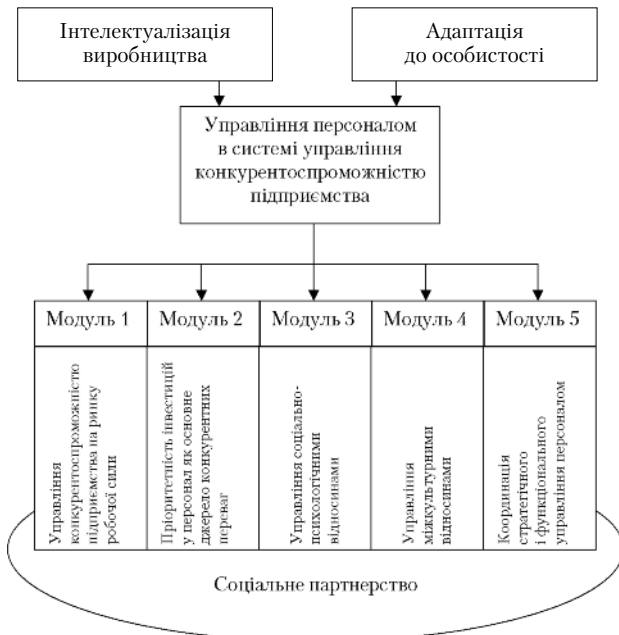 Інтелектуалізація
виробництва
Адаптація
до особистості
Управління персоналом
в системі управління
конкурентоспроможністю
підприємства
Модуль 1
Модуль 2
Модуль 3
Модуль 4
Модуль 5
Управління
конкурентоспроможністю
підприємства на ринку
робочої сили
Пріоритетність інвестицій
у персонал як основне
джерело конкурентних
переваг
Управління соціально-
психологічними
відносинами
Управління
міжкультурними
відносинами
Координація
стратегічного
і функціонального
управління персоналом
Соціальне партнерство